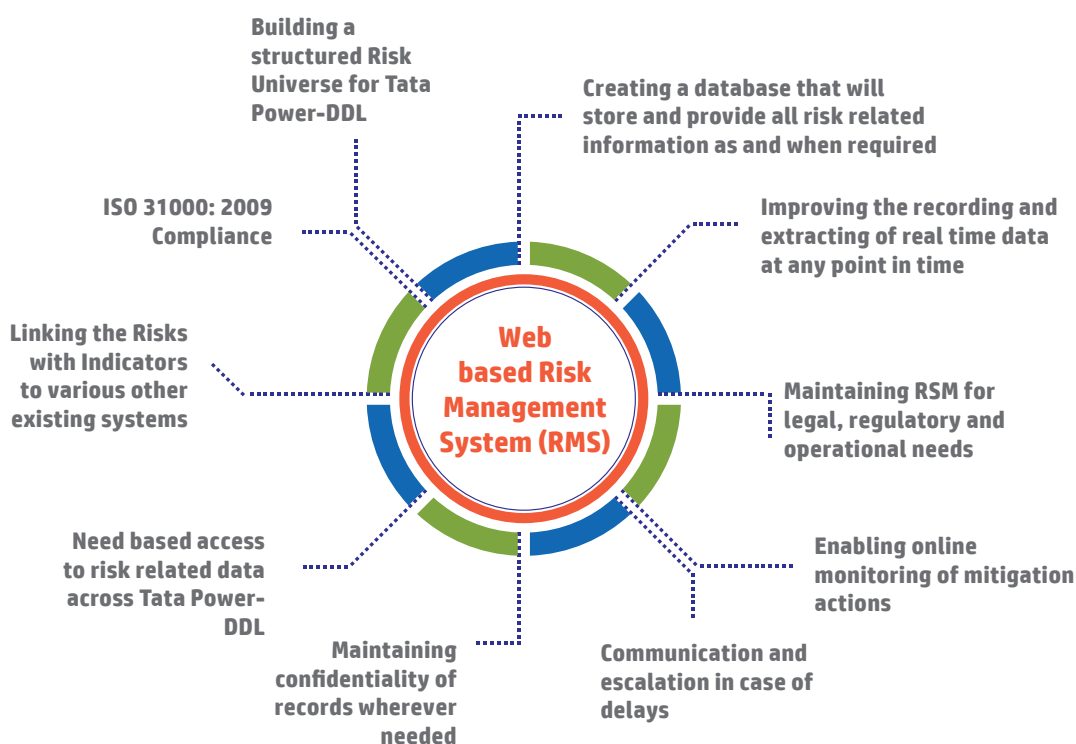 Building a
structured Risk
Universe for Tata
Power-DDL
Creating a database that will
store and provide all risk related
information as and when required
ISO 31000: 2009
Compliance
Improving the recording and
extracting of real time data
at any point in time
Linking the Risks
with Indicators
to various other
existing systems
Web
based Risk
Management
System (RMS)
Maintaining RSM for
legal, regulatory and
operational needs
Need based access
to risk related data
across Tata Power-
DDL
Enabling online
monitoring of mitigation
actions
Maintaining
confidentiality of
records wherever
needed
Communication and
escalation in case of
delays